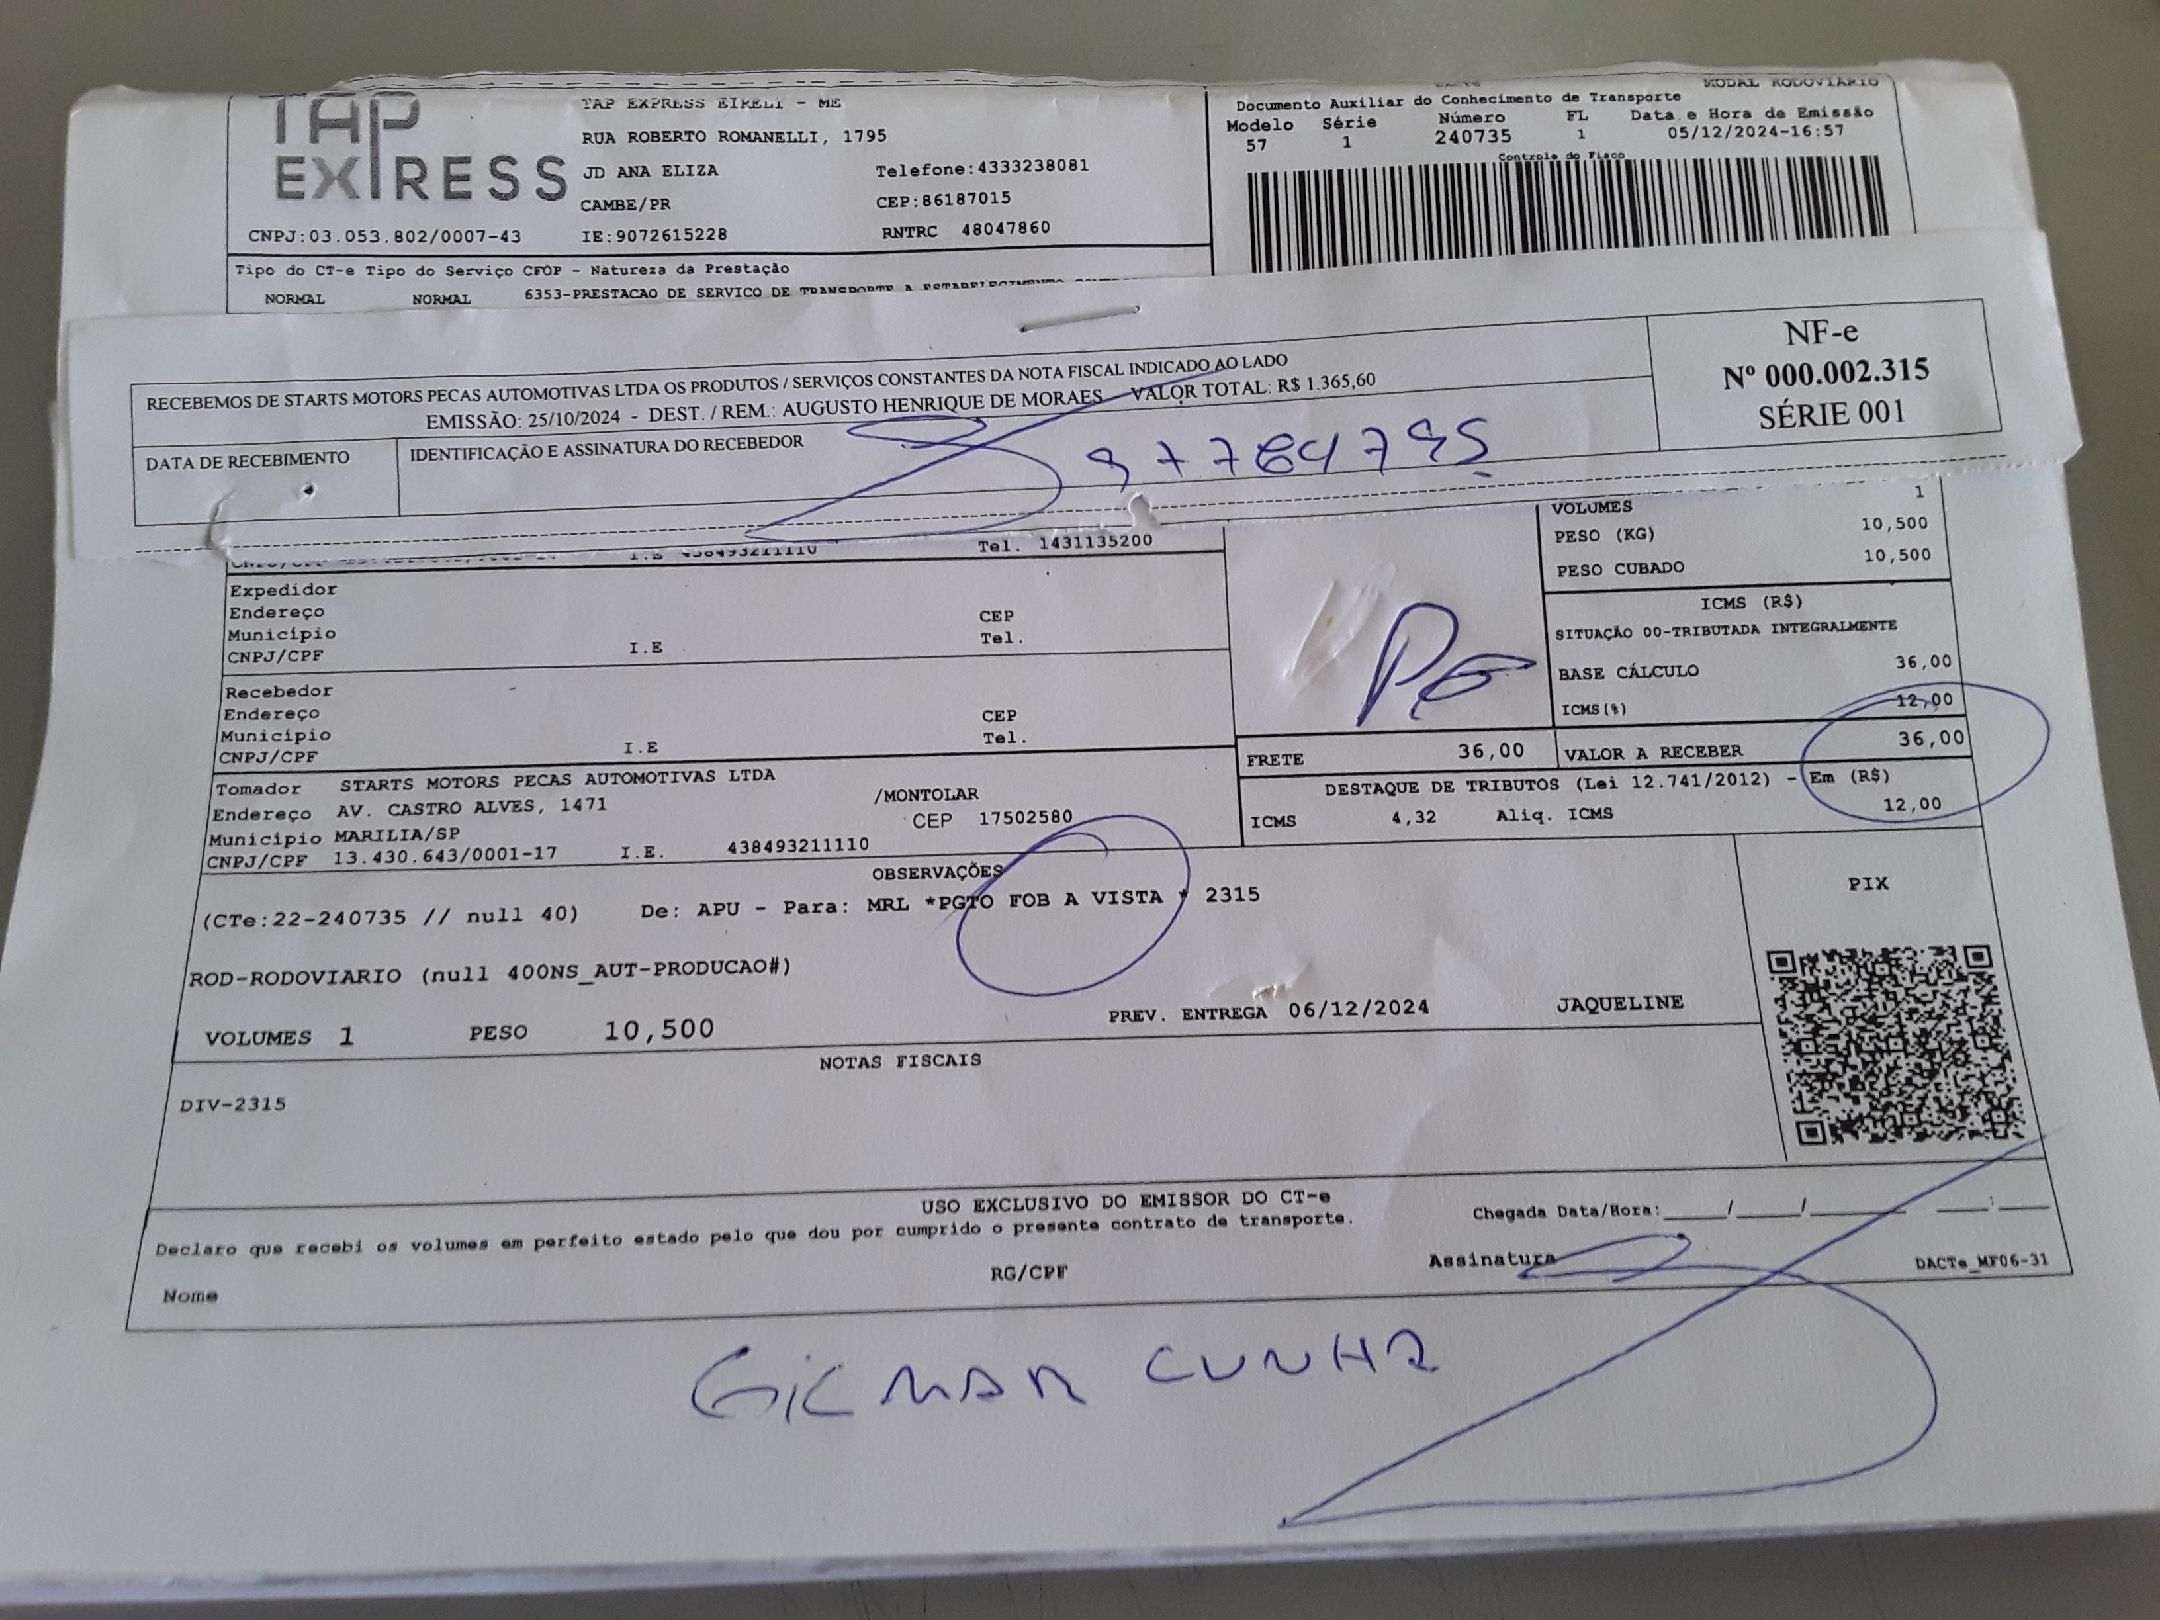 TAP EXPRESS
TAP EXPRESS EIRELI - ME
RUA ROBERTO ROMANELLI, 1795
JD ANA ELIZA Telefone:4333238081
CAMBE/PR CEP:86187015
CNPJ:03.053.802/0007-43 IE:9072615228 RNTRC 48047860
MODAL RODOVIÁRIO
Documento Auxiliar do Conhecimento de Transporte
Modelo Série Número FL Data e Hora de Emissão
57 1 240735 1 05/12/2024-16:57
Controle do Fisco
Tipo do CT-e Tipo do Serviço CFOP - Natureza da Prestação
NORMAL NORMAL 6353-PRESTACAO DE SERVICO DE TRANSPORTE A ESTABELECIMENTO
RECEBEMOS DE STARTS MOTORS PECAS AUTOMOTIVAS LTDA OS PRODUTOS / SERVIÇOS CONSTANTES DA NOTA FISCAL INDICADO AO LADO
EMISSÃO: 25/10/2024 - DEST. / REM.: AUGUSTO HENRIQUE DE MORAES VALOR TOTAL: R$ 1.365,60
NF-e
Nº 000.002.315
SÉRIE 001
DATA DE RECEBIMENTO IDENTIFICAÇÃO E ASSINATURA DO RECEBEDOR
I.E 438493211110 Tel. 1431135200
Expedidor
Endereço CEP
Município Tel.
CNPJ/CPF I.E
Recebedor
Endereço CEP
Município Tel.
CNPJ/CPF I.E
VOLUMES 1
PESO (KG) 10,500
PESO CUBADO 10,500
ICMS (R$)
SITUAÇÃO 00-TRIBUTADA INTEGRALMENTE
BASE CÁLCULO 36,00
ICMS(%) 12,00
FRETE 36,00 VALOR A RECEBER 36,00
DESTAQUE DE TRIBUTOS (Lei 12.741/2012) - Em (R$)
ICMS 4,32 Aliq. ICMS 12,00
Tomador STARTS MOTORS PECAS AUTOMOTIVAS LTDA
Endereço AV. CASTRO ALVES, 1471 /MONTOLAR
Município MARILIA/SP CEP 17502580
CNPJ/CPF 13.430.643/0001-17 I.E. 438493211110
OBSERVAÇÕES
(CTe:22-240735 // null 40) De: APU - Para: MRL *PGTO FOB A VISTA * 2315
ROD-RODOVIARIO (null 400NS_AUT-PRODUCAO#)
VOLUMES 1 PESO 10,500 PREV. ENTREGA 06/12/2024 JAQUELINE
PIX
NOTAS FISCAIS
DIV-2315
USO EXCLUSIVO DO EMISSOR DO CT-e
Declaro que recebi os volumes em perfeito estado pelo que dou por cumprido o presente contrato de transporte.
Chegada Data/Hora:_____/_____/_______ ____:____
Nome RG/CPF Assinatura DACTe_MF06-31
GILMAR CUNHA